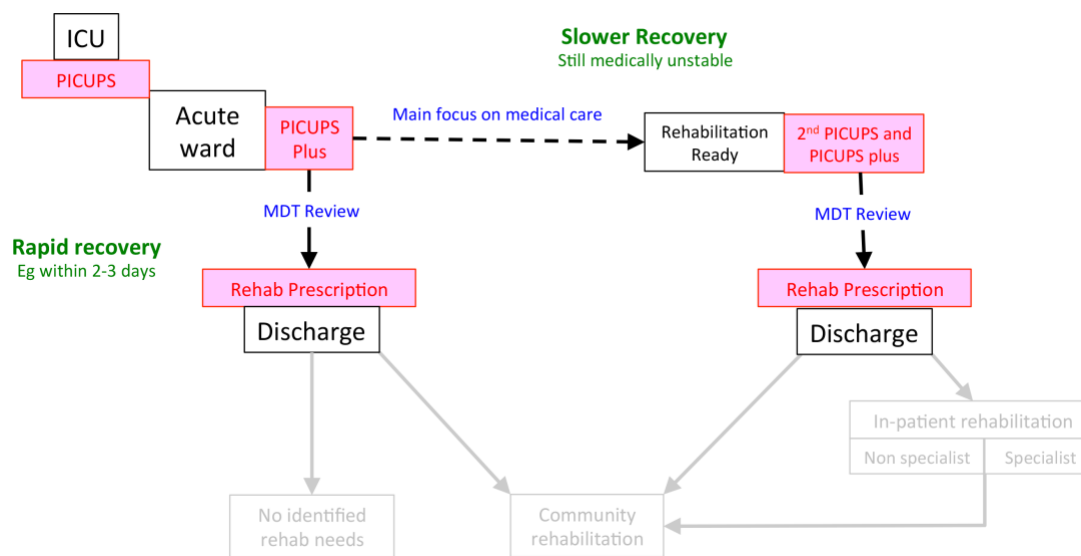 ICU
PICUPS
Slower Recovery
Still medically unstable
Acute
ward
PICUPS
Plus
Main focus on medical care
Rehabilitation
Ready
2nd PICUPS and
PICUPS plus
MDT Review
MDT Review
Rapid recovery
Eg within 2-3 days
Rehab Prescription
Rehab Prescription
Discharge
Discharge
In-patient rehabilitation
Non specialist
Specialist
No identified
rehab needs
Community
rehabilitation